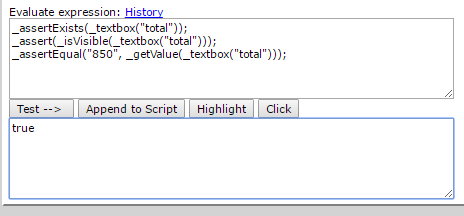 Evaluate expression: History
_assertExists(_textbox("total"));
_assert(_isVisible(_textbox("total")));
_assertEqual("850", _getValue(_textbox("total")));
Test --> Append to Script Highlight Click
true